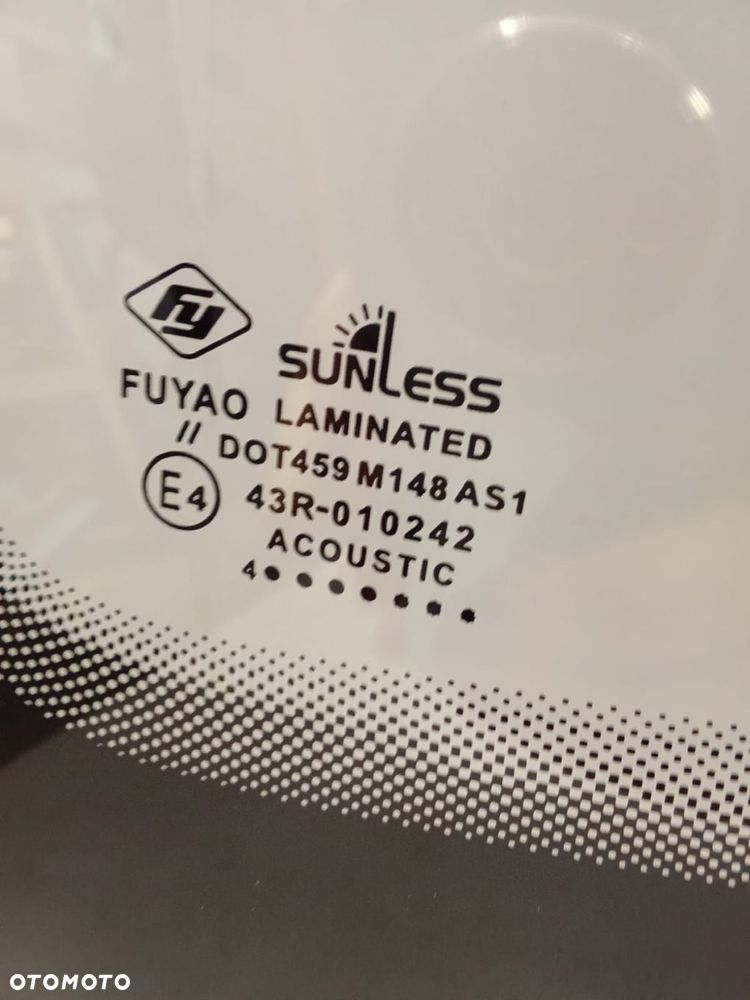 FY
SUNLESS
FUYAO LAMINATED
// DOT459 M148 AS1
E4 43R-010242
ACOUSTIC
4●●●●●●●
OTOMOTO